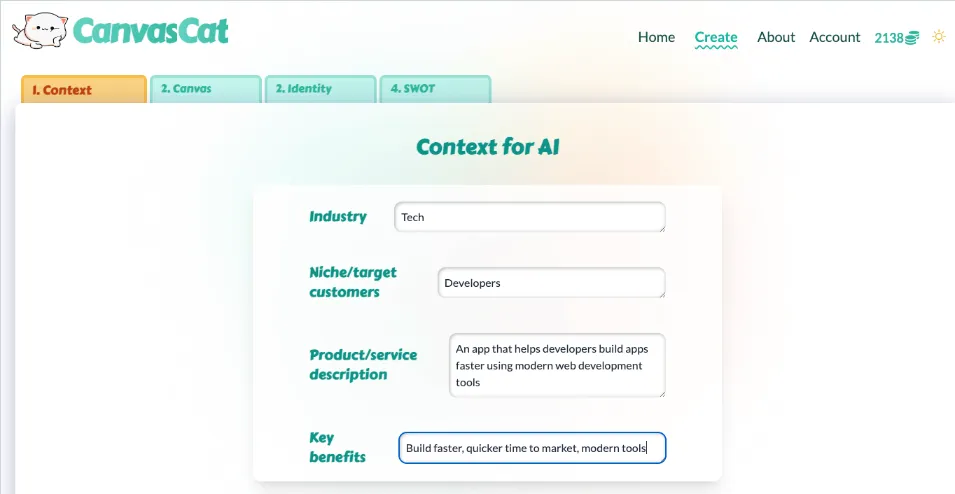 CanvasCat
Home Create About Account 2138
1. Context 2. Canvas 2. Identity 4. SWOT
Context for AI
Industry
Tech
Niche/target
customers
Developers
Product/service
description
An app that helps developers build apps
faster using modern web development
tools
Key
benefits
Build faster, quicker time to market, modern tools